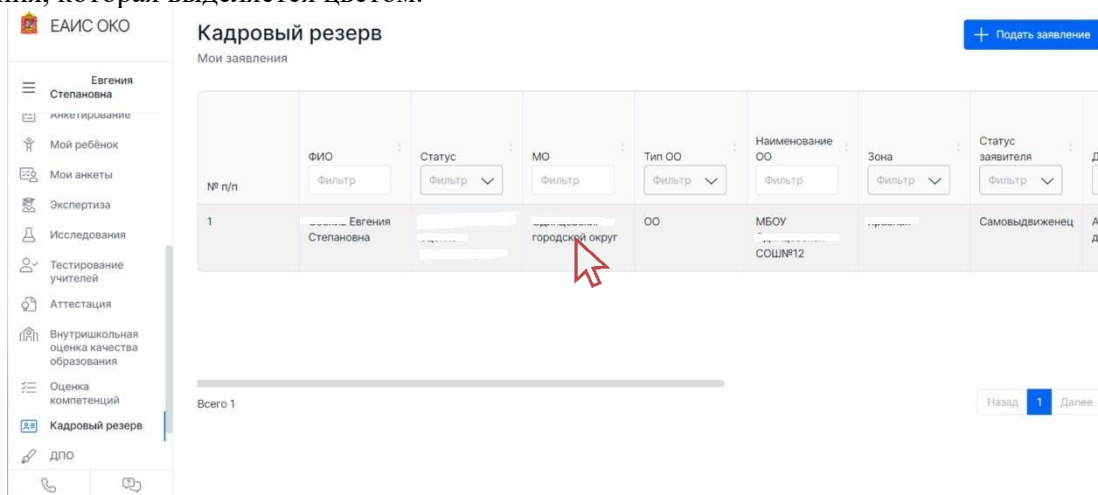 которая выделяется цветом.
ЕАИС ОКО
Евгения
Степановна
Анкетирование
Мой ребёнок
Мои анкеты
Экспертиза
Исследования
Тестирование
учителей
Аттестация
Внутришкольная
оценка качества
образования
Оценка
компетенций
Кадровый резерв
ДПО
Кадровый резерв
Мои заявления
Подать заявление
№ п/п ФИО Статус МО Тип ОО Наименование ОО Зона Статус заявителя
Фильтр Фильтр Фильтр Фильтр Фильтр Фильтр Фильтр
1 Евгения Степановна городской округ ОО МБОУ СОШ№12 Самовыдвиженец
Всего 1
Назад 1 Далее